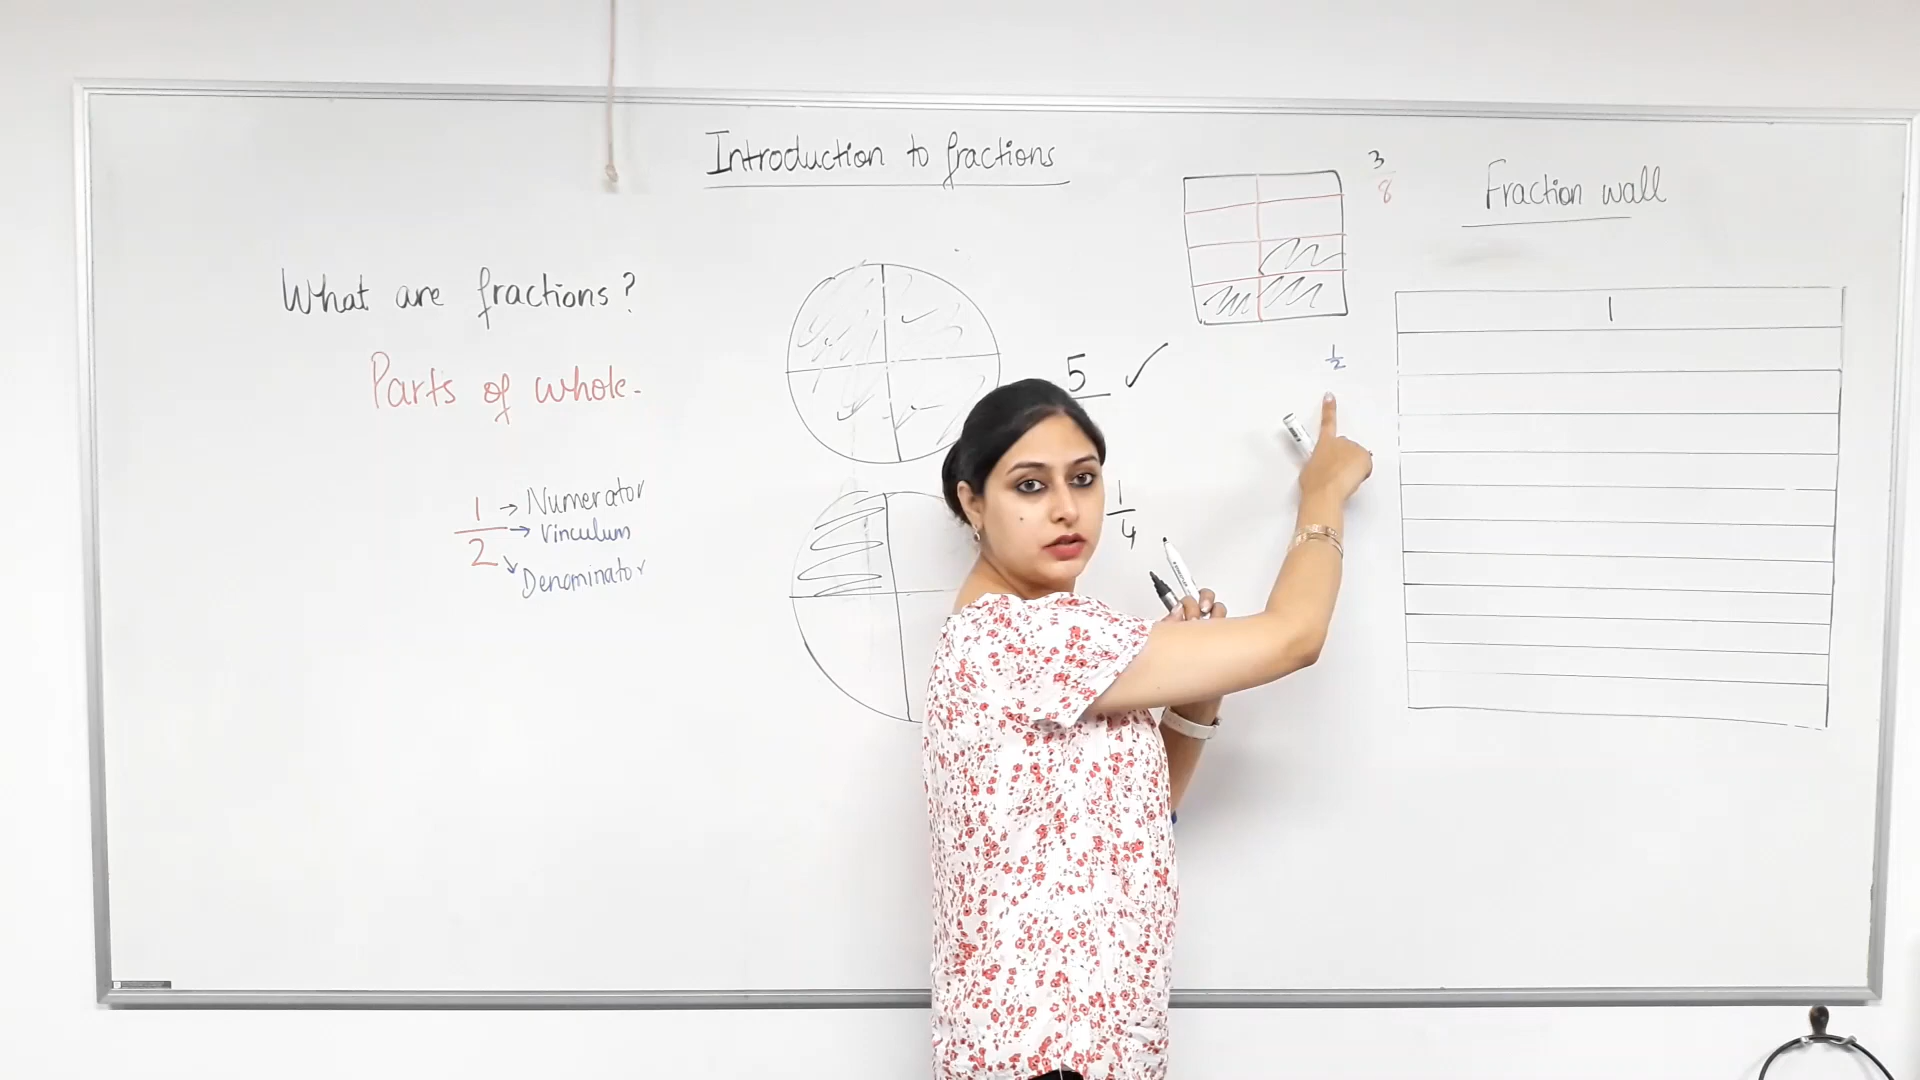 Introduction to fractions
What are fractions?
Parts of whole.
1 → Numerator
→ Vinculum
2 ↘ Denominator
5 ✓
1
4
3
8
1
2
Fraction wall
1